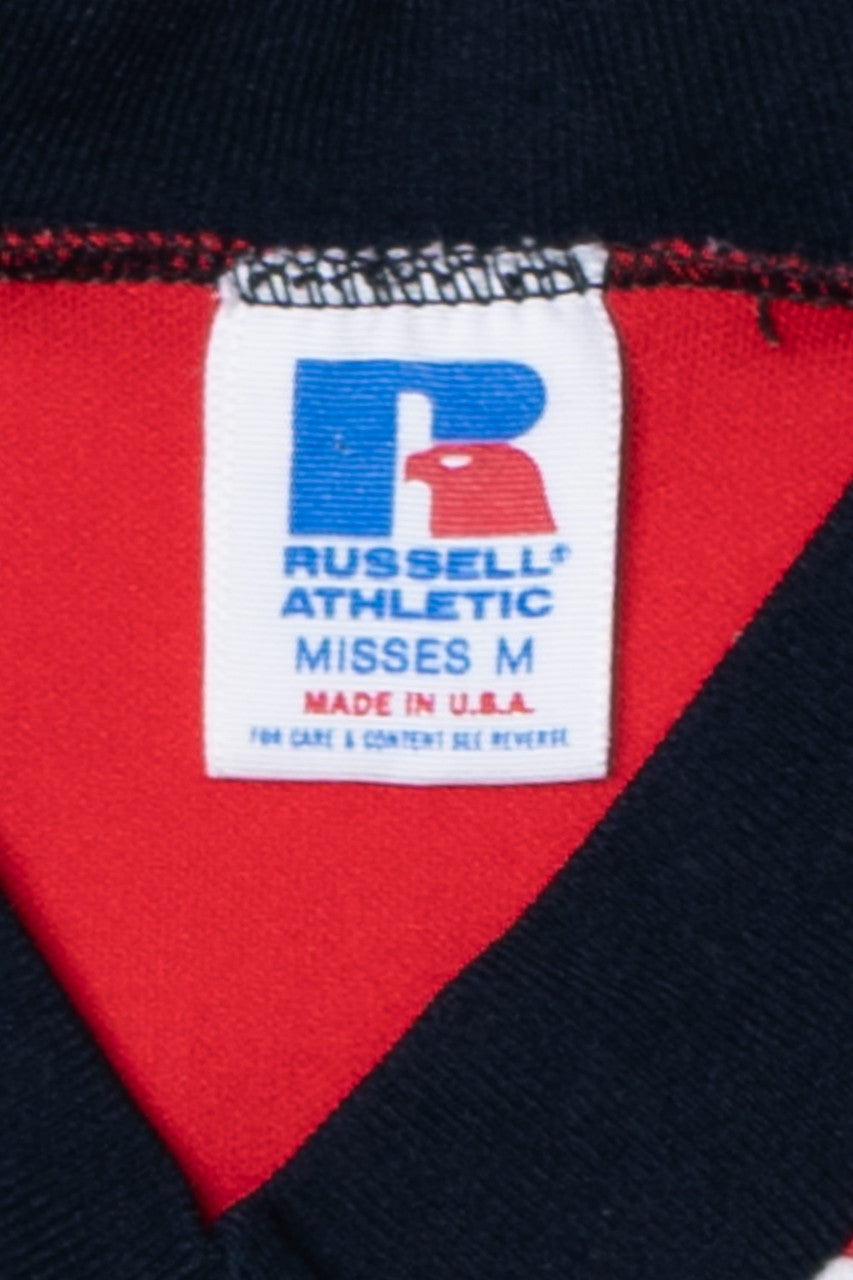 R
RUSSELL®
ATHLETIC
MISSES M
MADE IN U.S.A.
FOR CARE & CONTENT SEE REVERSE